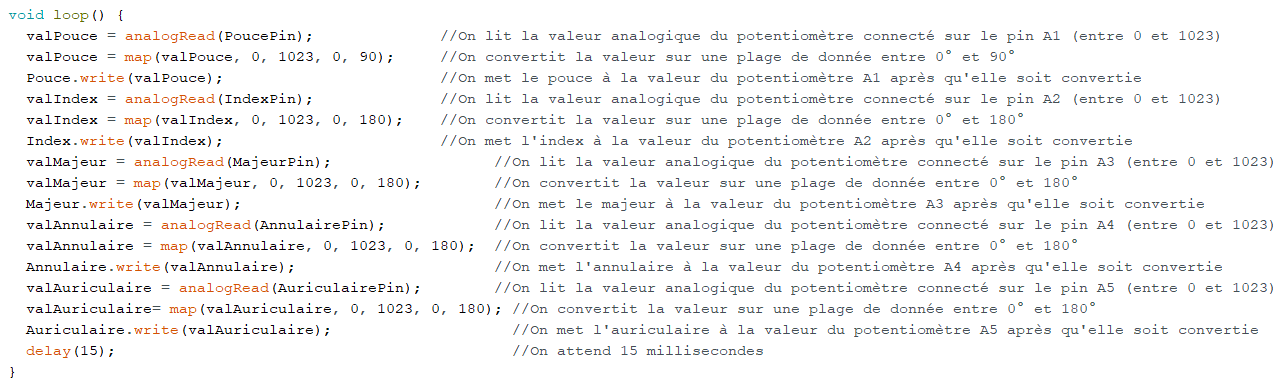 void loop() {
  valPouce = analogRead(PoucePin);               //On lit la valeur analogique du potentiomètre connecté sur le pin A1 (entre 0 et 1023)
  valPouce = map(valPouce, 0, 1023, 0, 90);      //On convertit la valeur sur une plage de donnée entre 0° et 90°
  Pouce.write(valPouce);                         //On met le pouce à la valeur du potentiomètre A1 après qu'elle soit convertie
  valIndex = analogRead(IndexPin);               //On lit la valeur analogique du potentiomètre connecté sur le pin A2 (entre 0 et 1023)
  valIndex = map(valIndex, 0, 1023, 0, 180);     //On convertit la valeur sur une plage de donnée entre 0° et 180°
  Index.write(valIndex);                         //On met l'index à la valeur du potentiomètre A2 après qu'elle soit convertie
  valMajeur = analogRead(MajeurPin);                   //On lit la valeur analogique du potentiomètre connecté sur le pin A3 (entre 0 et 1023)
  valMajeur = map(valMajeur, 0, 1023, 0, 180);         //On convertit la valeur sur une plage de donnée entre 0° et 180°
  Majeur.write(valMajeur);                             //On met le majeur à la valeur du potentiomètre A3 après qu'elle soit convertie
  valAnnulaire = analogRead(AnnulairePin);             //On lit la valeur analogique du potentiomètre connecté sur le pin A4 (entre 0 et 1023)
  valAnnulaire = map(valAnnulaire, 0, 1023, 0, 180);   //On convertit la valeur sur une plage de donnée entre 0° et 180°
  Annulaire.write(valAnnulaire);                       //On met l'annulaire à la valeur du potentiomètre A4 après qu'elle soit convertie
  valAuriculaire = analogRead(AuriculairePin);         //On lit la valeur analogique du potentiomètre connecté sur le pin A5 (entre 0 et 1023)
  valAuriculaire= map(valAuriculaire, 0, 1023, 0, 180); //On convertit la valeur sur une plage de donnée entre 0° et 180°
  Auriculaire.write(valAuriculaire);                     //On met l'auriculaire à la valeur du potentiomètre A5 après qu'elle soit convertie
  delay(15);                                             //On attend 15 millisecondes
}